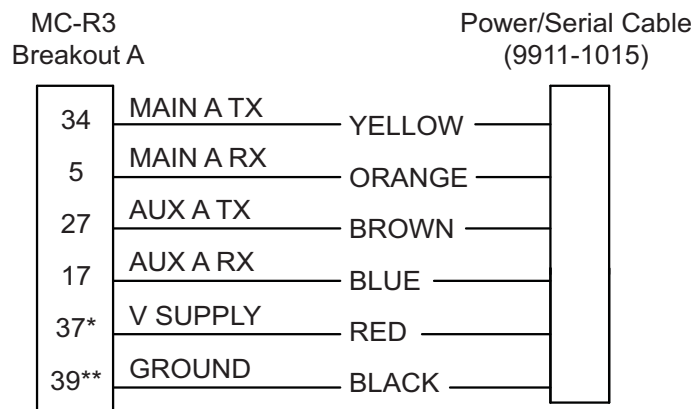 MC-R3
Breakout A
Power/Serial Cable
(9911-1015)
34 MAIN A TX YELLOW
5 MAIN A RX ORANGE
27 AUX A TX BROWN
17 AUX A RX BLUE
37* V SUPPLY RED
39** GROUND BLACK